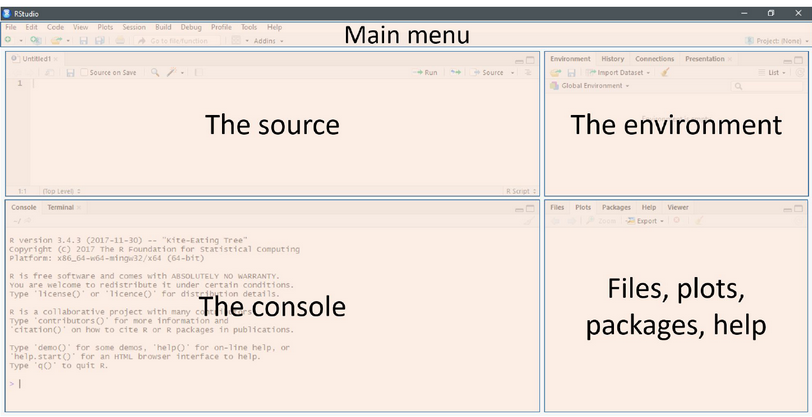 RStudio
File Edit Code View Plots Session Build Debug Profile Tools Help
Main menu
Go to file/function Addins
Project: (None)
Untitled1
Source on Save Run Source
1
The source
1:1 (Top Level) R Script
Environment History Connections Presentation
Import Dataset List
Global Environment
The environment
Console Terminal
R version 3.4.3 (2017-11-30) -- "Kite-Eating Tree"
Copyright (C) 2017 The R Foundation for Statistical Computing
Platform: x86_64-w64-mingw32/x64 (64-bit)
R is free software and comes with ABSOLUTELY NO WARRANTY.
You are welcome to redistribute it under certain conditions.
Type 'license()' or 'licence()' for distribution details.
The console
R is a collaborative project with many contributors.
Type 'contributors()' for more information and
'citation()' on how to cite R or R packages in publications.
Type 'demo()' for some demos, 'help()' for on-line help, or
'help.start()' for an HTML browser interface to help.
Type 'q()' to quit R.
>
Files Plots Packages Help Viewer
Zoom Export
Files, plots,
packages, help